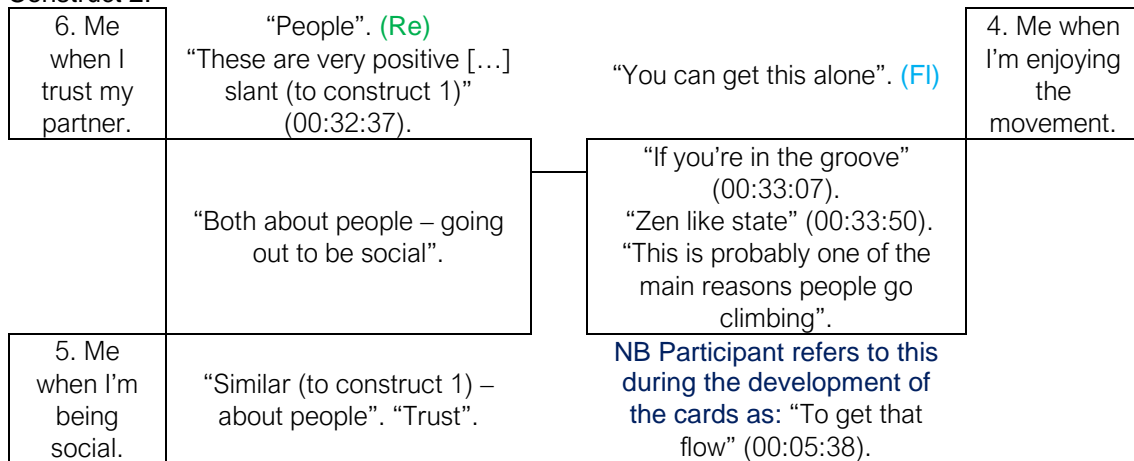 Construct 2:
6. Me
when I
trust my
partner.
“People”. (Re)
“These are very positive […]
slant (to construct 1)”
(00:32:37).
“You can get this alone”. (Fl)
4. Me when
I’m enjoying
the
movement.
“Both about people – going
out to be social”.
“If you’re in the groove”
(00:33:07).
“Zen like state” (00:33:50).
“This is probably one of the
main reasons people go
climbing”.
5. Me
when I’m
being
social.
“Similar (to construct 1) –
about people”. “Trust”.
NB Participant refers to this
during the development of
the cards as: “To get that
flow” (00:05:38).